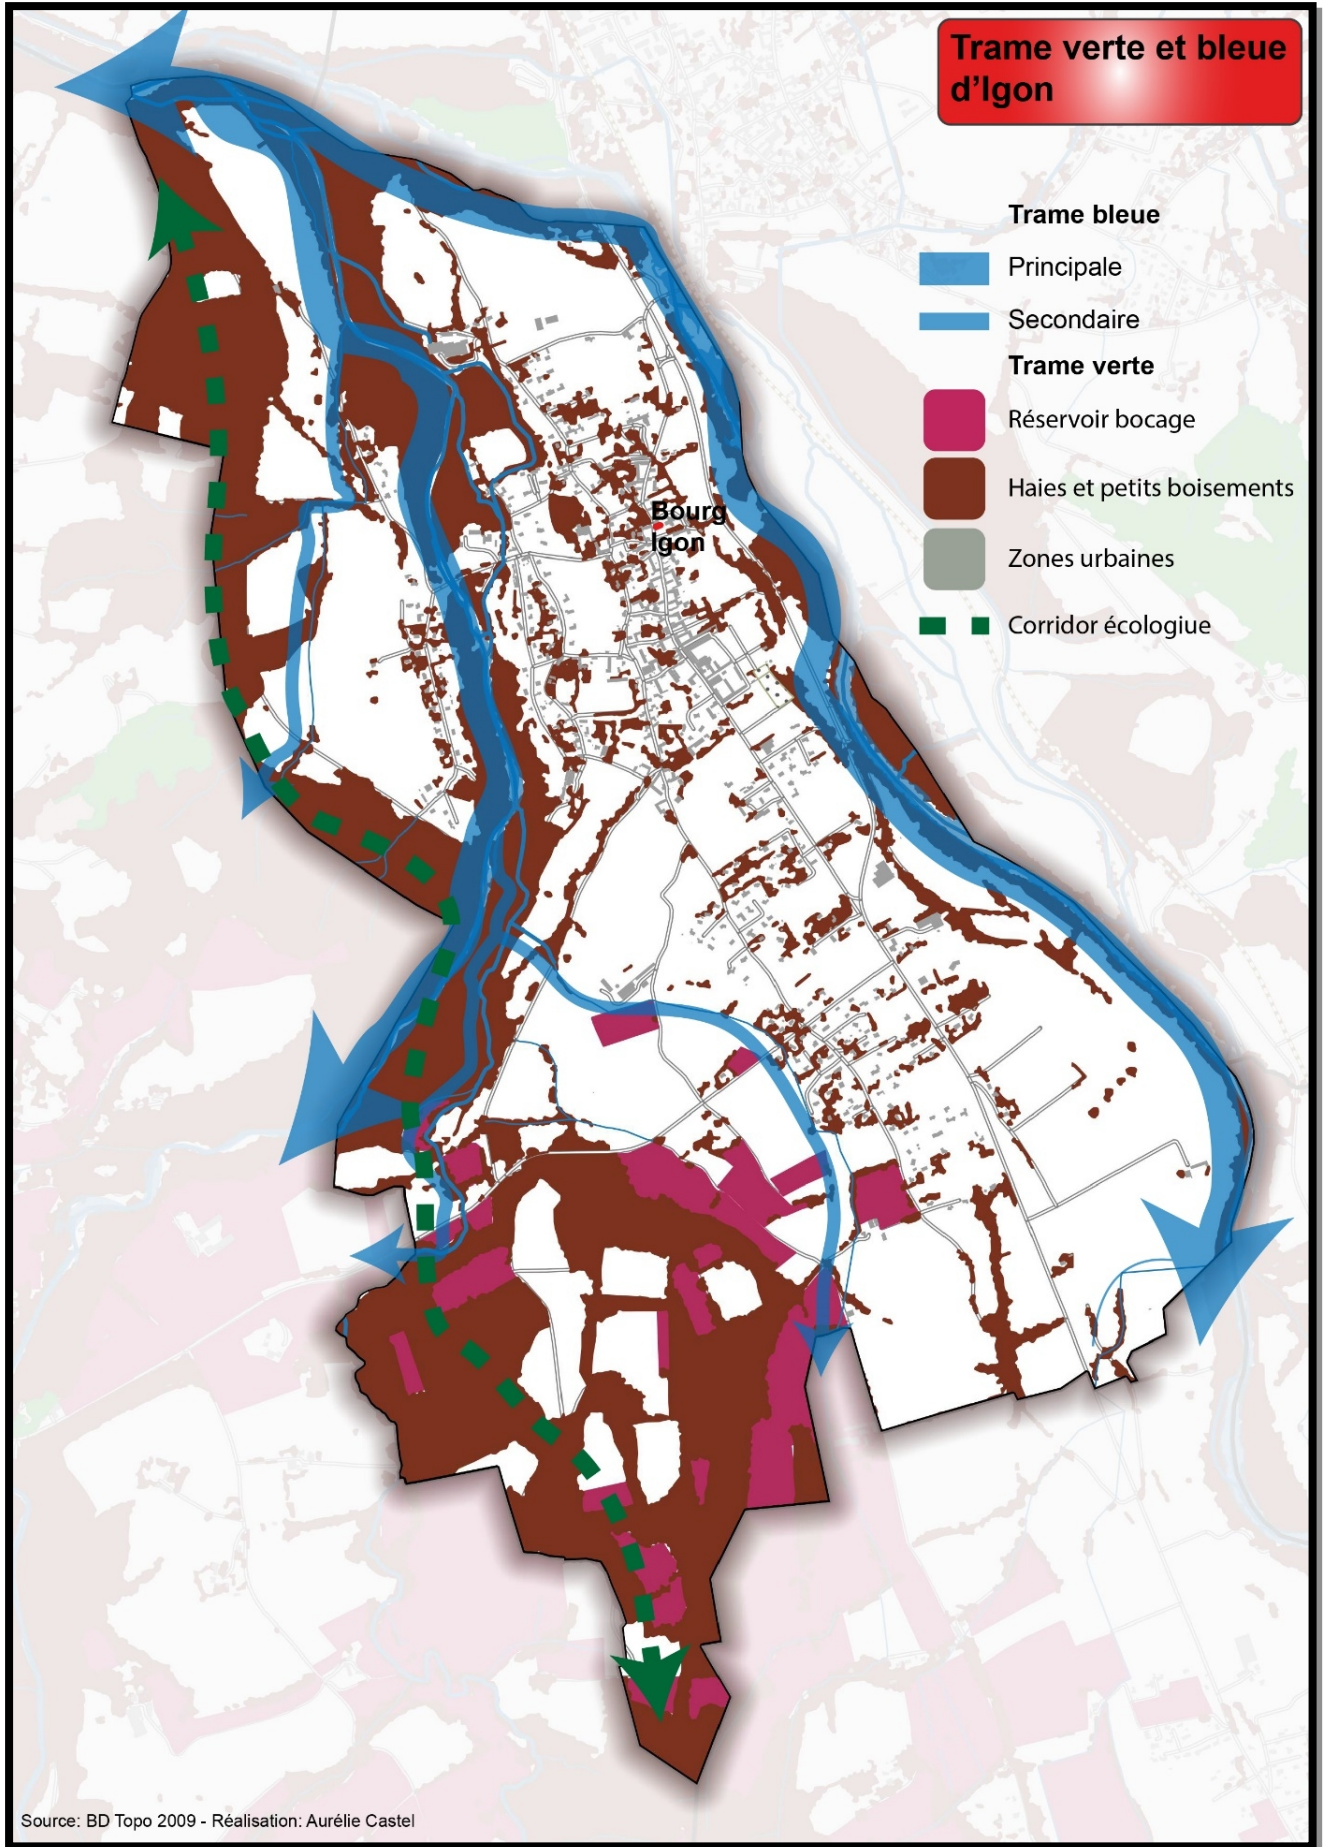 Trame verte et bleue
d'Igon
Trame bleue
Principale
Secondaire
Trame verte
Réservoir bocage
Haies et petits boisements
Zones urbaines
Corridor écologiue
Bourg
Igon
Source: BD Topo 2009 - Réalisation: Aurélie Castel